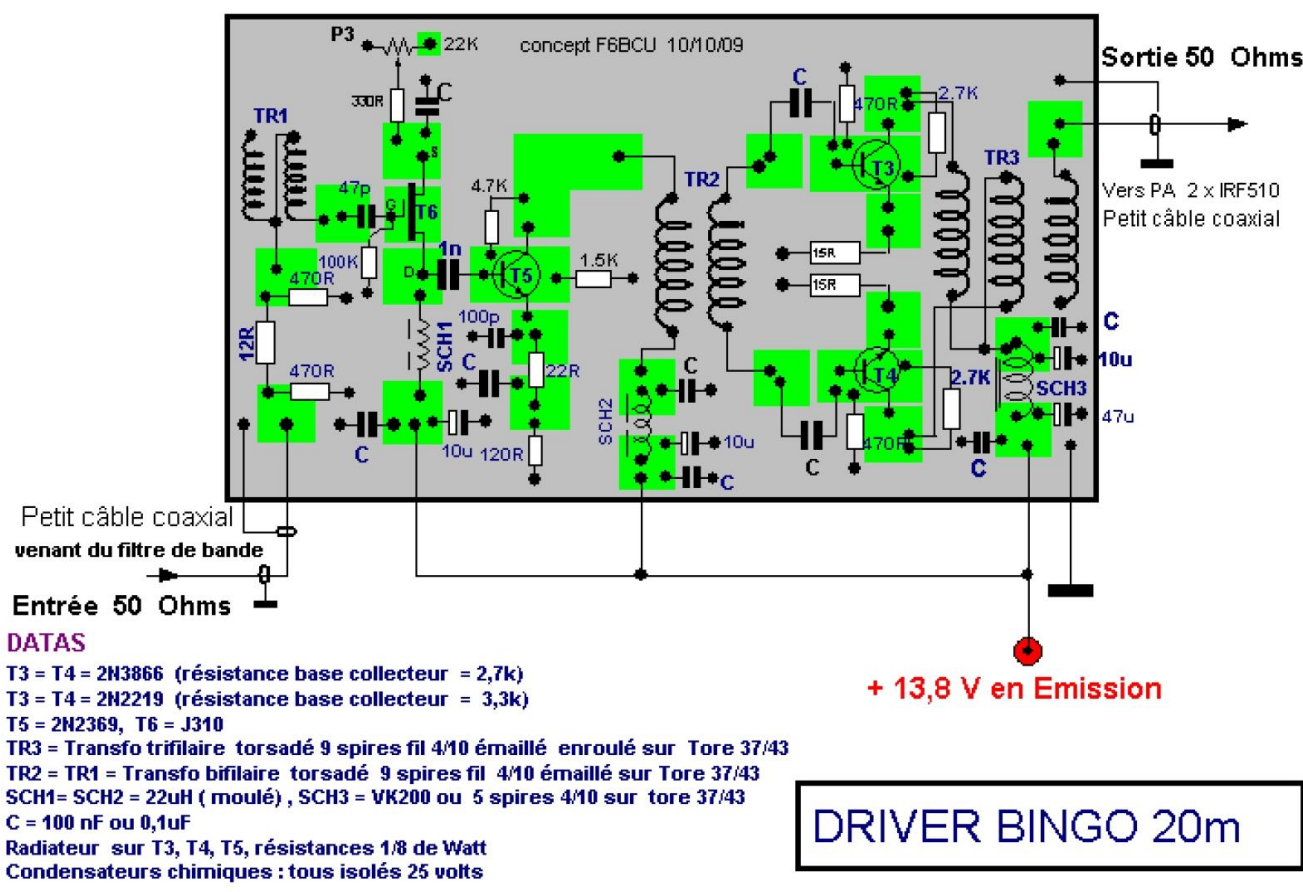 P3
22K
concept F6BCU 10/10/09
Sortie 50 Ohms
C
330R
C
470R
2.7K
TR1
S
T3
TR3
47p
G
T6
4.7K
TR2
Vers PA 2 x IRF510
Petit câble coaxial
100K
1n
D
T5
1.5K
15R
470R
15R
12R
SCH1
100p
C
C
22R
C
10u
470R
T4
2.7K
SCH3
SCH2
47u
C
10u
120R
10u
C
C
470R
C
Petit câble coaxial
venant du filtre de bande
Entrée 50 Ohms
DATAS
T3 = T4 = 2N3866 (résistance base collecteur = 2,7k)
T3 = T4 = 2N2219 (résistance base collecteur = 3,3k)
T5 = 2N2369, T6 = J310
TR3 = Transfo trifilaire torsadé 9 spires fil 4/10 émaillé enroulé sur Tore 37/43
TR2 = TR1 = Transfo bifilaire torsadé 9 spires fil 4/10 émaillé sur Tore 37/43
SCH1= SCH2 = 22uH ( moulé) , SCH3 = VK200 ou 5 spires 4/10 sur tore 37/43
C = 100 nF ou 0,1uF
Radiateur sur T3, T4, T5, résistances 1/8 de Watt
Condensateurs chimiques : tous isolés 25 volts
+ 13,8 V en Emission
DRIVER BINGO 20m